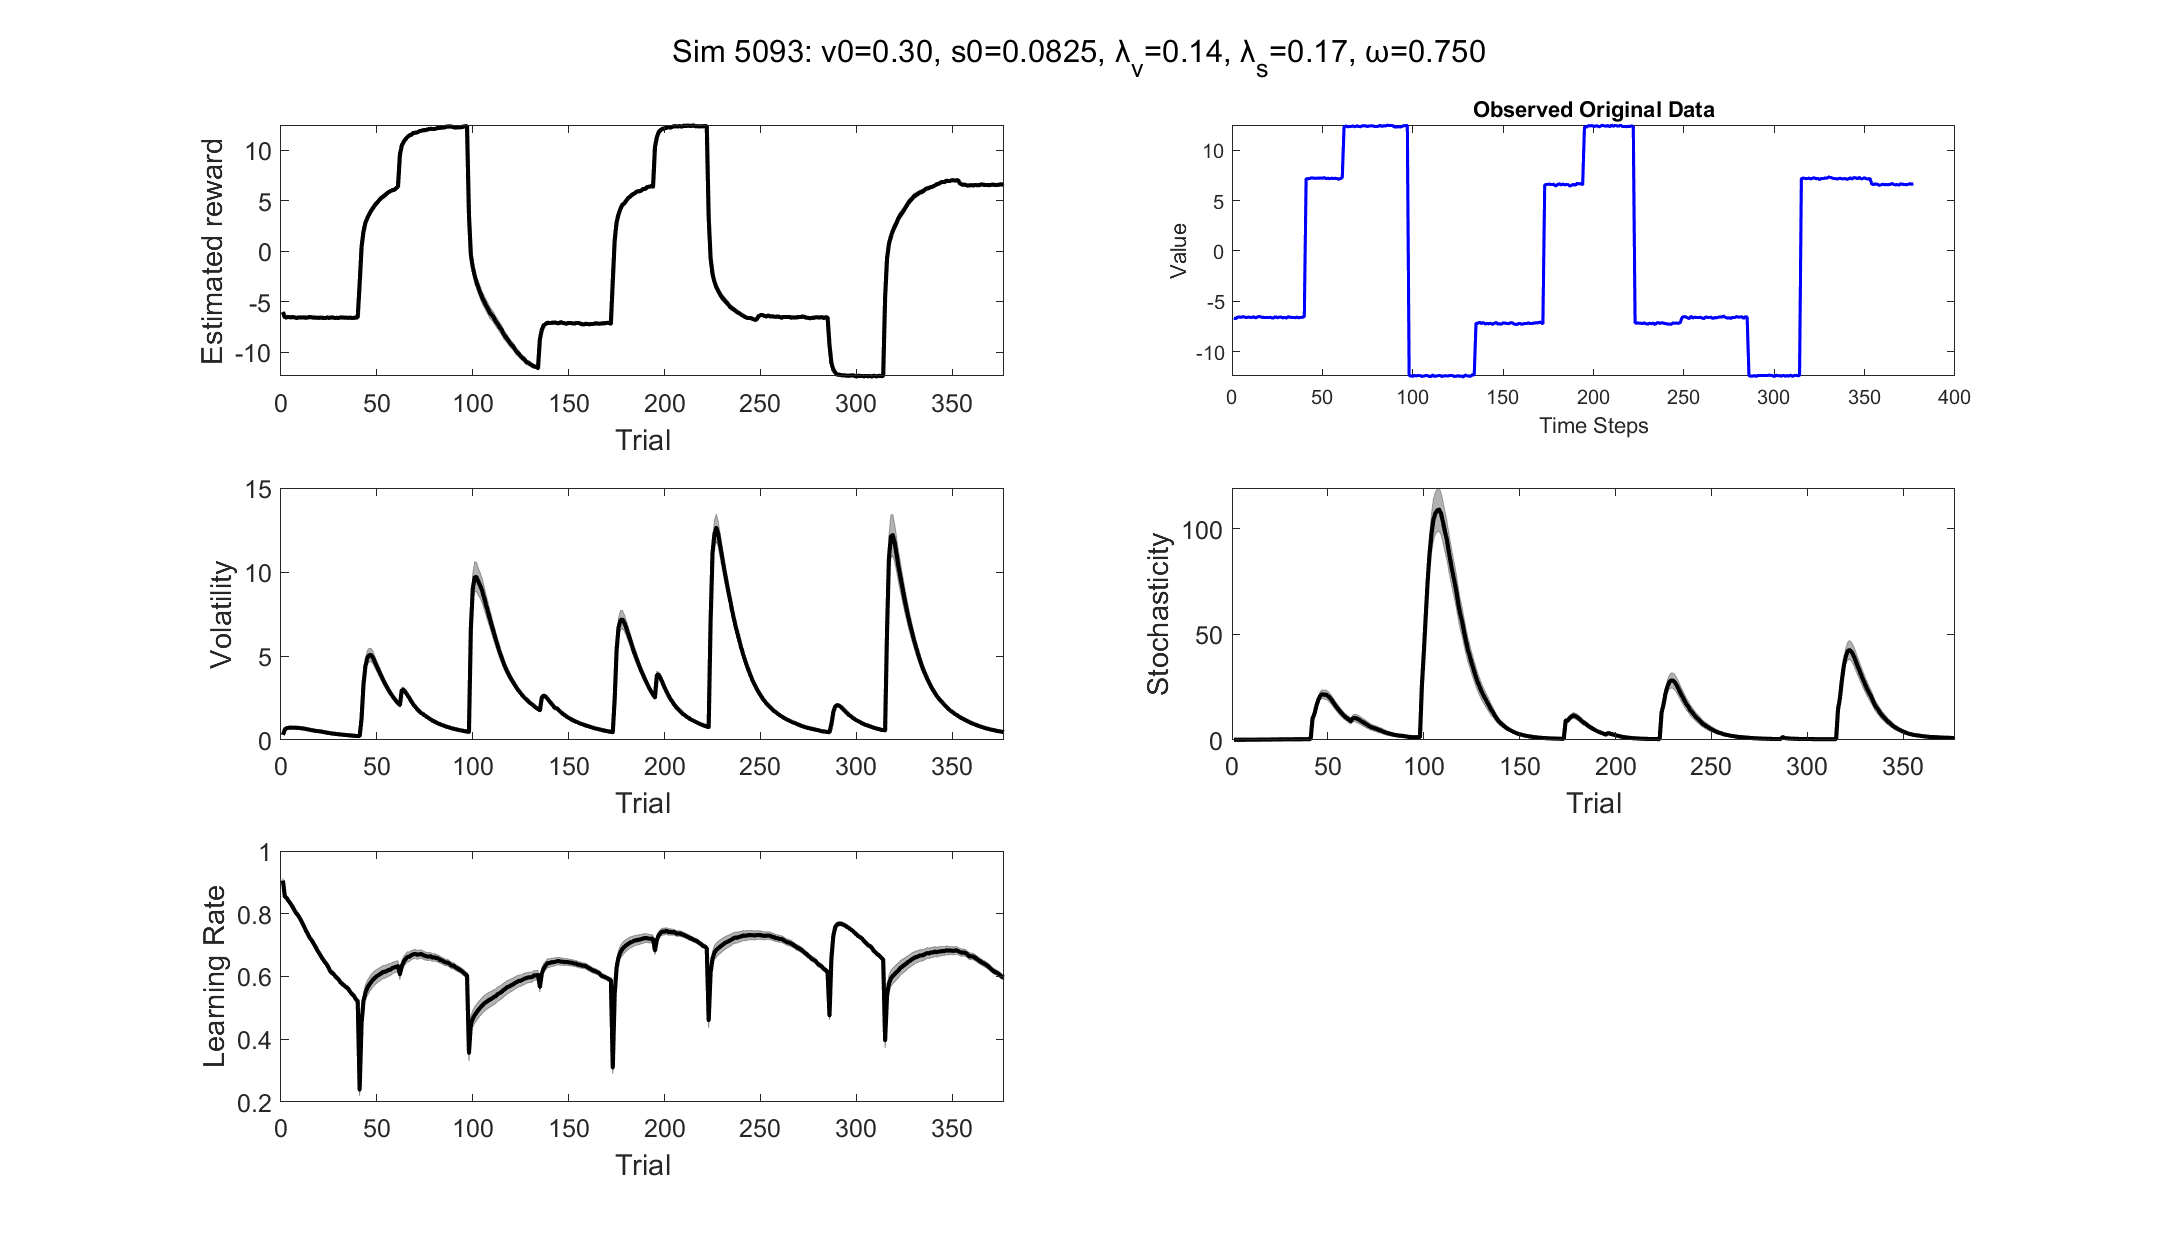 Sim 5093: v0=0.30, s0=0.0825, λv=0.14, λs=0.17, ω=0.750
Estimated reward
10
5
0
-5
-10
0 50 100 150 200 250 300 350
Trial
Observed Original Data
Value
10
5
0
-5
-10
0 50 100 150 200 250 300 350 400
Time Steps
Volatility
15
10
5
0
0 50 100 150 200 250 300 350
Trial
Stochasticity
100
50
0
0 50 100 150 200 250 300 350
Trial
Learning Rate
1
0.8
0.6
0.4
0.2
0 50 100 150 200 250 300 350
Trial